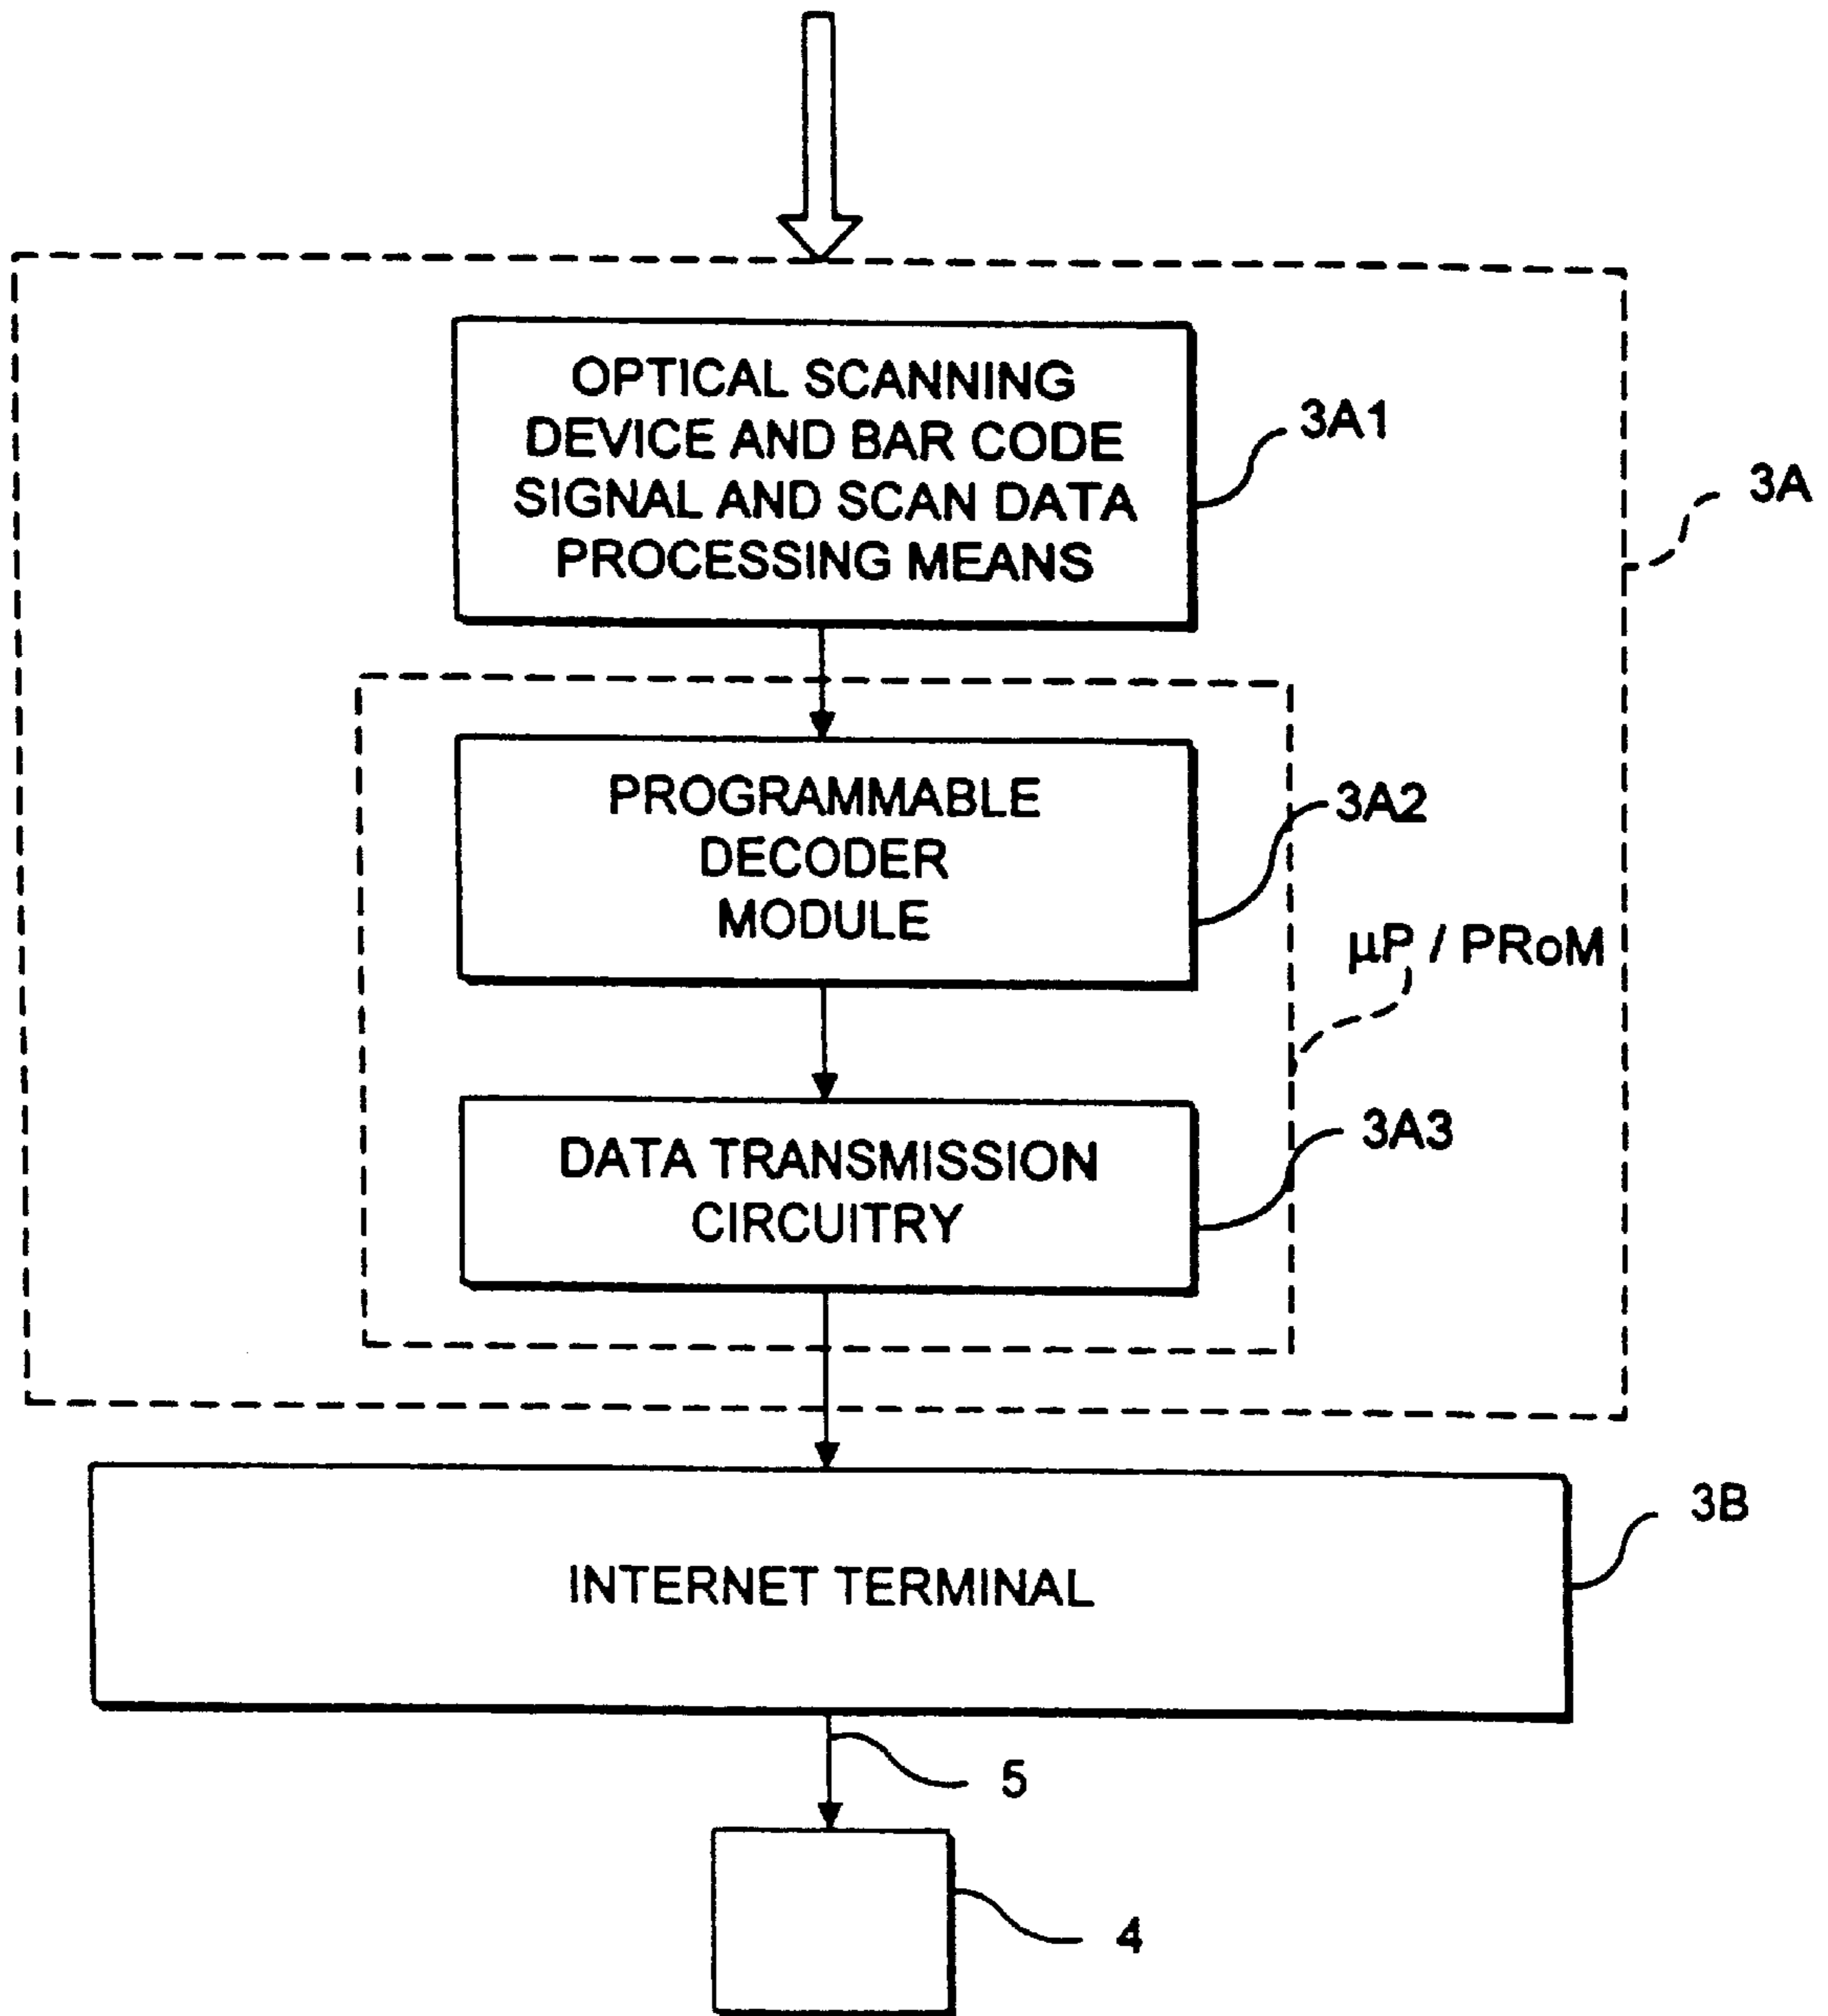 OPTICAL SCANNING
DEVICE AND BAR CODE
SIGNAL AND SCAN DATA
PROCESSING MEANS
3A1
3A
PROGRAMMABLE
DECODER
MODULE
3A2
µP / PRoM
DATA TRANSMISSION
CIRCUITRY
3A3
INTERNET TERMINAL
3B
5
4